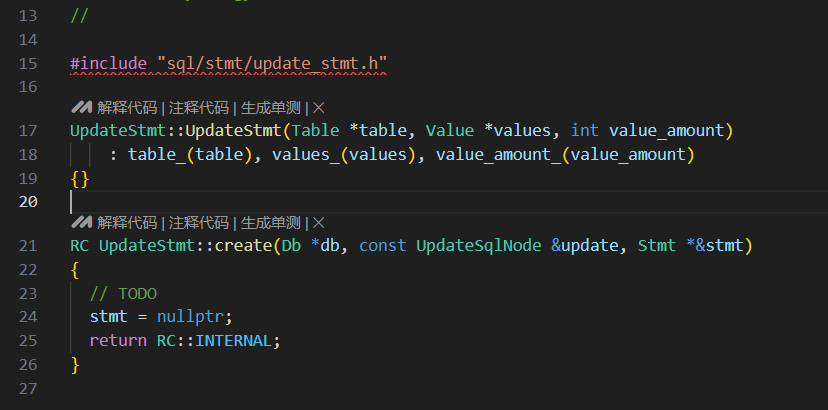 13 //
14
15 #include "sql/stmt/update_stmt.h"
16
解释代码 | 注释代码 | 生成单测 | ×
17 UpdateStmt::UpdateStmt(Table *table, Value *values, int value_amount)
18     : table_(table), values_(values), value_amount_(value_amount)
19 {}
20
解释代码 | 注释代码 | 生成单测 | ×
21 RC UpdateStmt::create(Db *db, const UpdateSqlNode &update, Stmt *&stmt)
22 {
23   // TODO
24   stmt = nullptr;
25   return RC::INTERNAL;
26 }
27